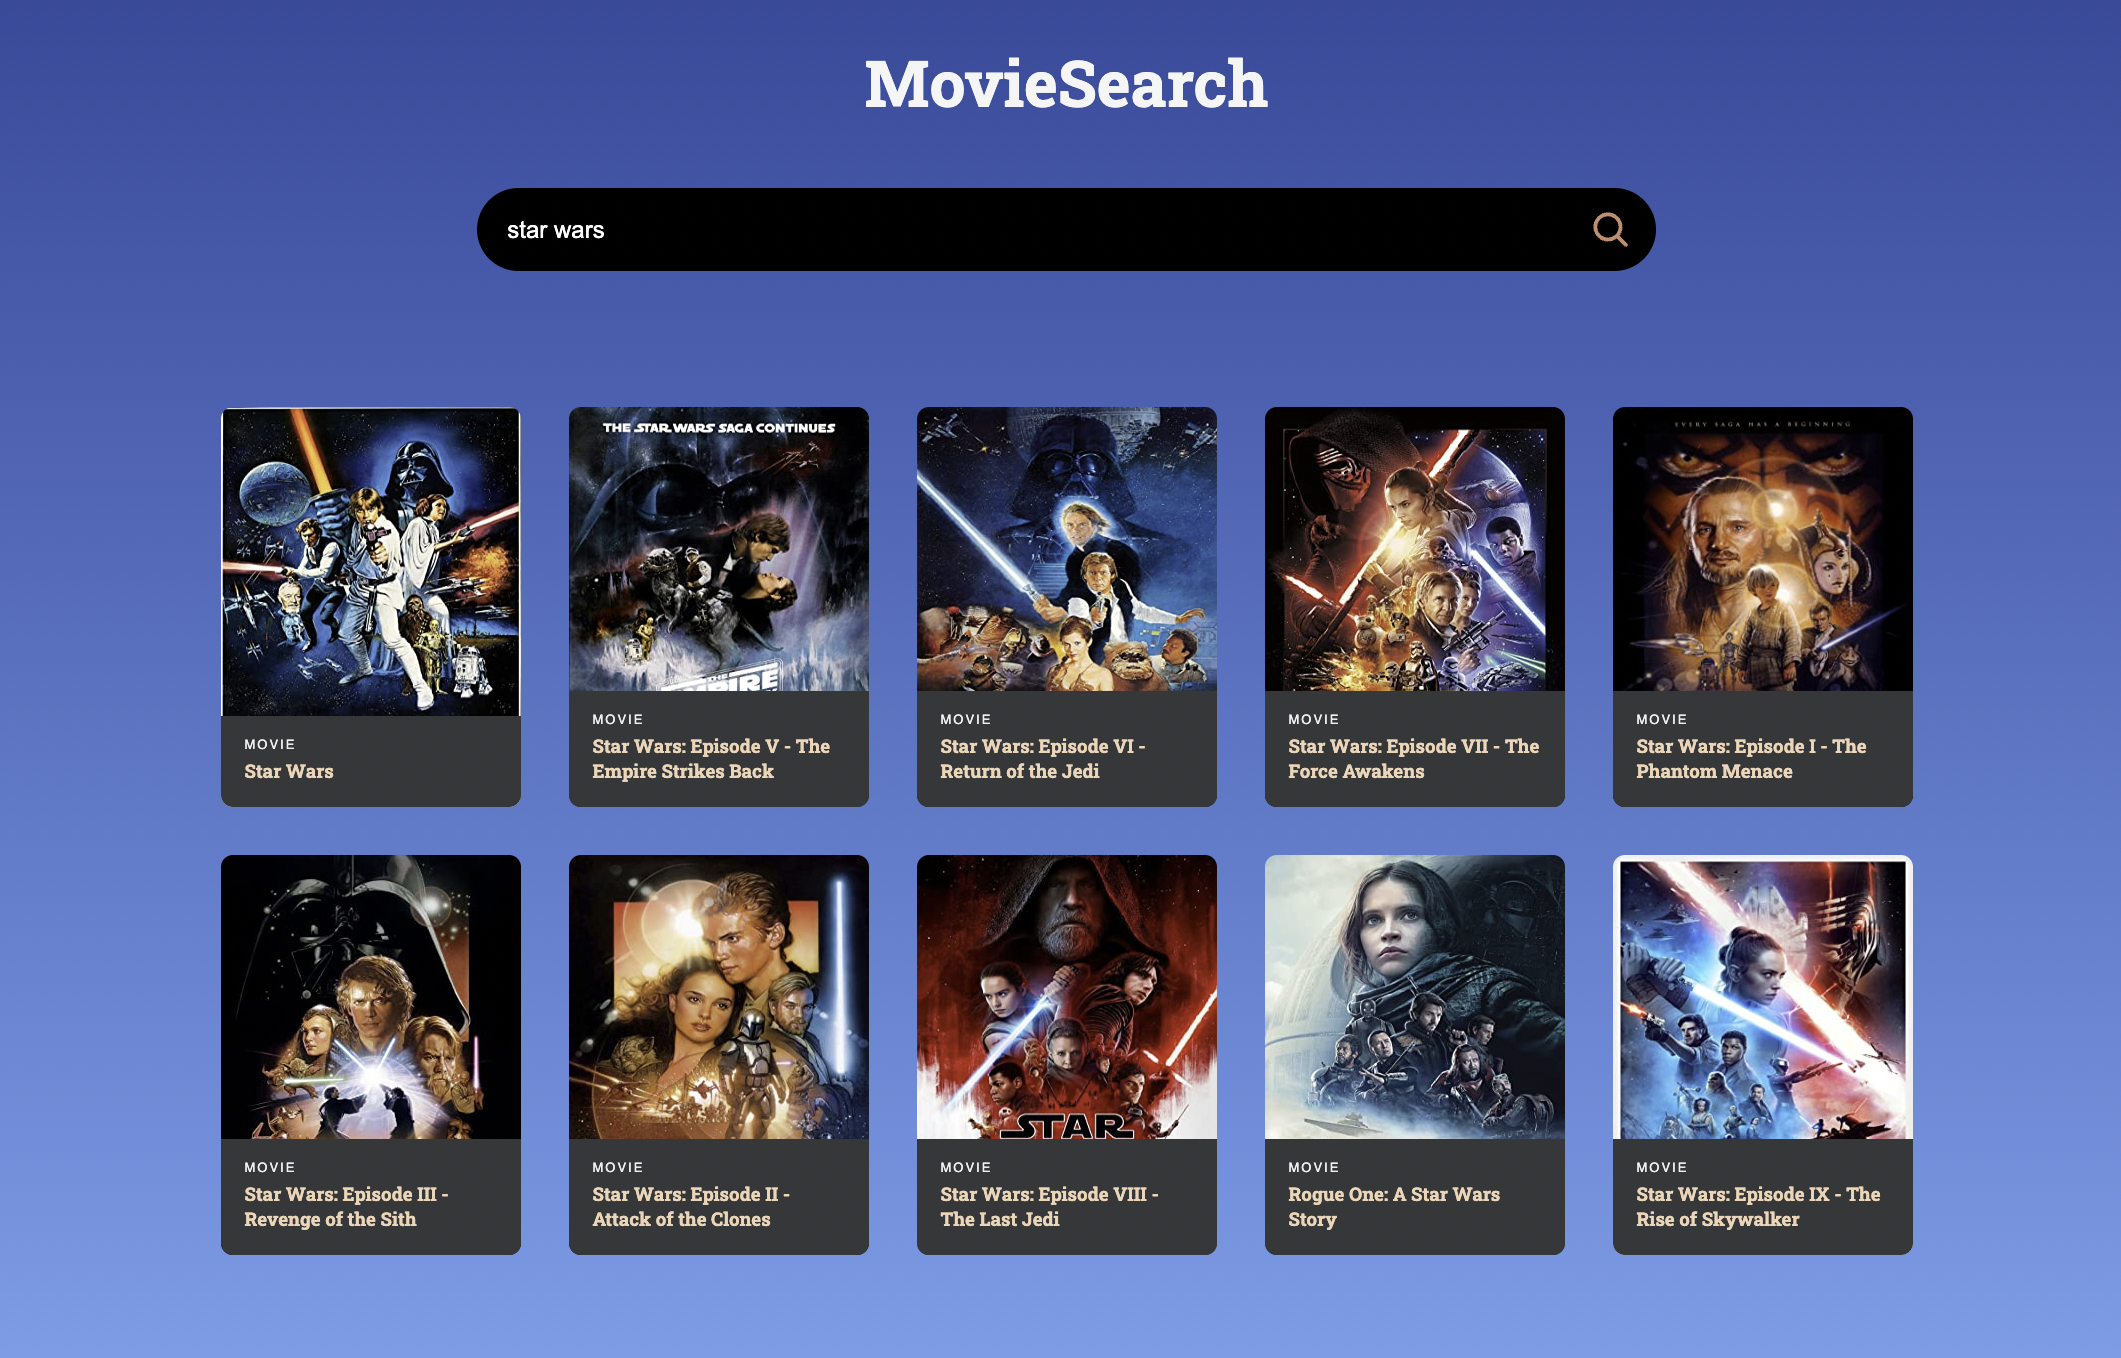 MovieSearch
star wars
THE STAR WARS SAGA CONTINUES
EVERY SAGA HAS A BEGINNING
THE
EMPIRE
MOVIE
Star Wars
MOVIE
Star Wars: Episode V - The
Empire Strikes Back
MOVIE
Star Wars: Episode VI -
Return of the Jedi
MOVIE
Star Wars: Episode VII - The
Force Awakens
MOVIE
Star Wars: Episode I - The
Phantom Menace
STAR
MOVIE
Star Wars: Episode III -
Revenge of the Sith
MOVIE
Star Wars: Episode II -
Attack of the Clones
MOVIE
Star Wars: Episode VIII -
The Last Jedi
MOVIE
Rogue One: A Star Wars
Story
MOVIE
Star Wars: Episode IX - The
Rise of Skywalker